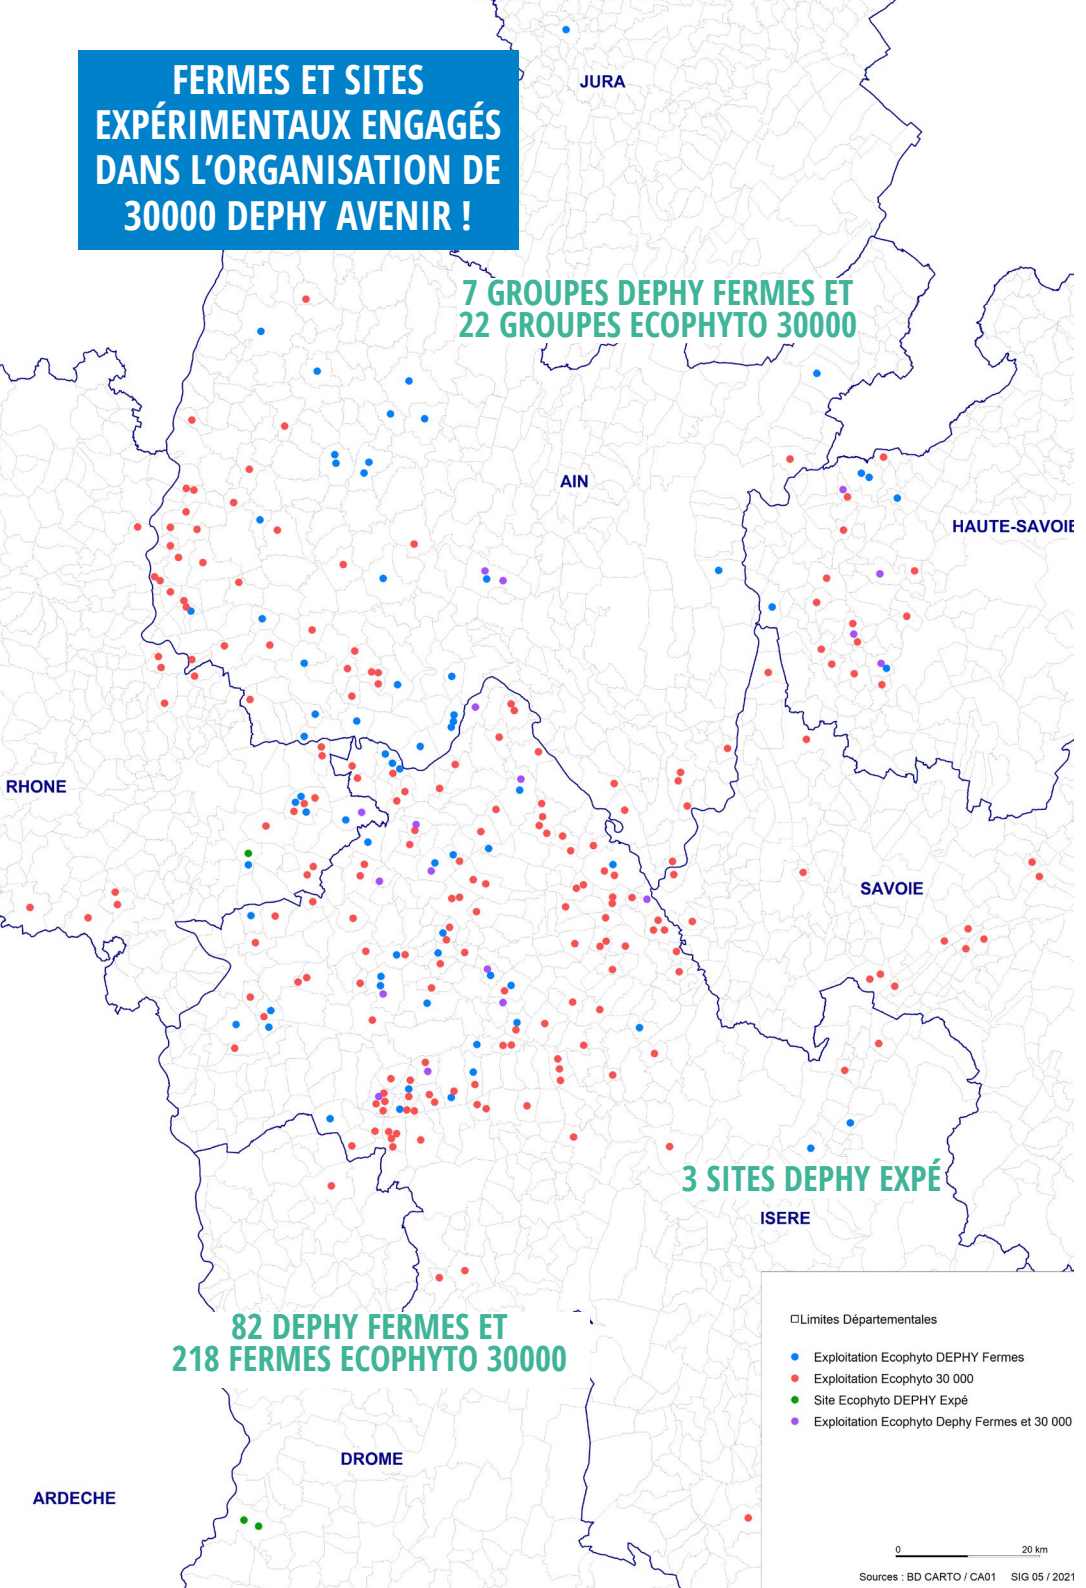 FERMES ET SITES
EXPÉRIMENTAUX ENGAGÉS
DANS L'ORGANISATION DE
30000 DEPHY AVENIR !
JURA
7 GROUPES DEPHY FERMES ET
22 GROUPES ECOPHYTO 30000
AIN
HAUTE-SAVOIE
RHONE
SAVOIE
3 SITES DEPHY EXPÉ
ISERE
82 DEPHY FERMES ET
218 FERMES ECOPHYTO 30000
Limites Départementales
Exploitation Ecophyto DEPHY Fermes
Exploitation Ecophyto 30 000
Site Ecophyto DEPHY Expé
Exploitation Ecophyto Dephy Fermes et 30 000
DROME
ARDECHE
0 20 km
Sources : BD CARTO / CA01 SIG 05 / 2021